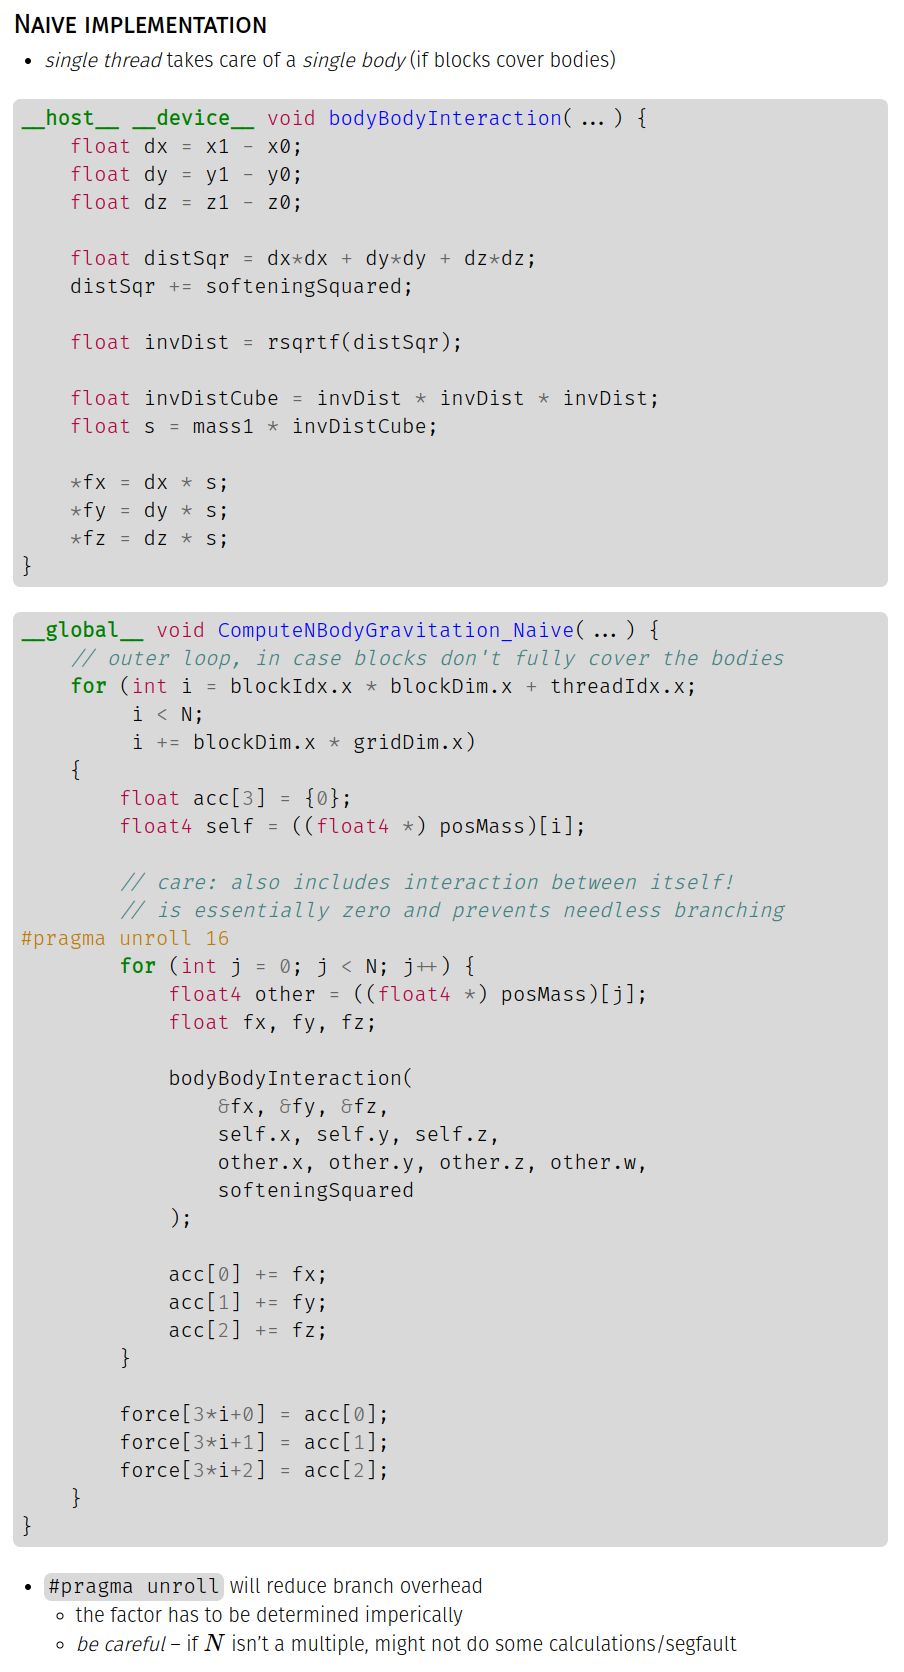 NAIVE IMPLEMENTATION
• single thread takes care of a single body (if blocks cover bodies)
__host__ __device__ void bodyBodyInteraction( ... ) {
    float dx = x1 - x0;
    float dy = y1 - y0;
    float dz = z1 - z0;

    float distSqr = dx*dx + dy*dy + dz*dz;
    distSqr += softeningSquared;

    float invDist = rsqrtf(distSqr);

    float invDistCube = invDist * invDist * invDist;
    float s = mass1 * invDistCube;

    *fx = dx * s;
    *fy = dy * s;
    *fz = dz * s;
}
__global__ void ComputeNBodyGravitation_Naive( ... ) {
    // outer loop, in case blocks don't fully cover the bodies
    for (int i = blockIdx.x * blockDim.x + threadIdx.x;
         i < N;
         i += blockDim.x * gridDim.x)
    {
        float acc[3] = {0};
        float4 self = ((float4 *) posMass)[i];

        // care: also includes interaction between itself!
        // is essentially zero and prevents needless branching
#pragma unroll 16
        for (int j = 0; j < N; j++) {
            float4 other = ((float4 *) posMass)[j];
            float fx, fy, fz;

            bodyBodyInteraction(
                &fx, &fy, &fz,
                self.x, self.y, self.z,
                other.x, other.y, other.z, other.w,
                softeningSquared
            );

            acc[0] += fx;
            acc[1] += fy;
            acc[2] += fz;
        }

        force[3*i+0] = acc[0];
        force[3*i+1] = acc[1];
        force[3*i+2] = acc[2];
    }
}
• #pragma unroll will reduce branch overhead
◦ the factor has to be determined imperically
◦ be careful – if N isn't a multiple, might not do some calculations/segfault